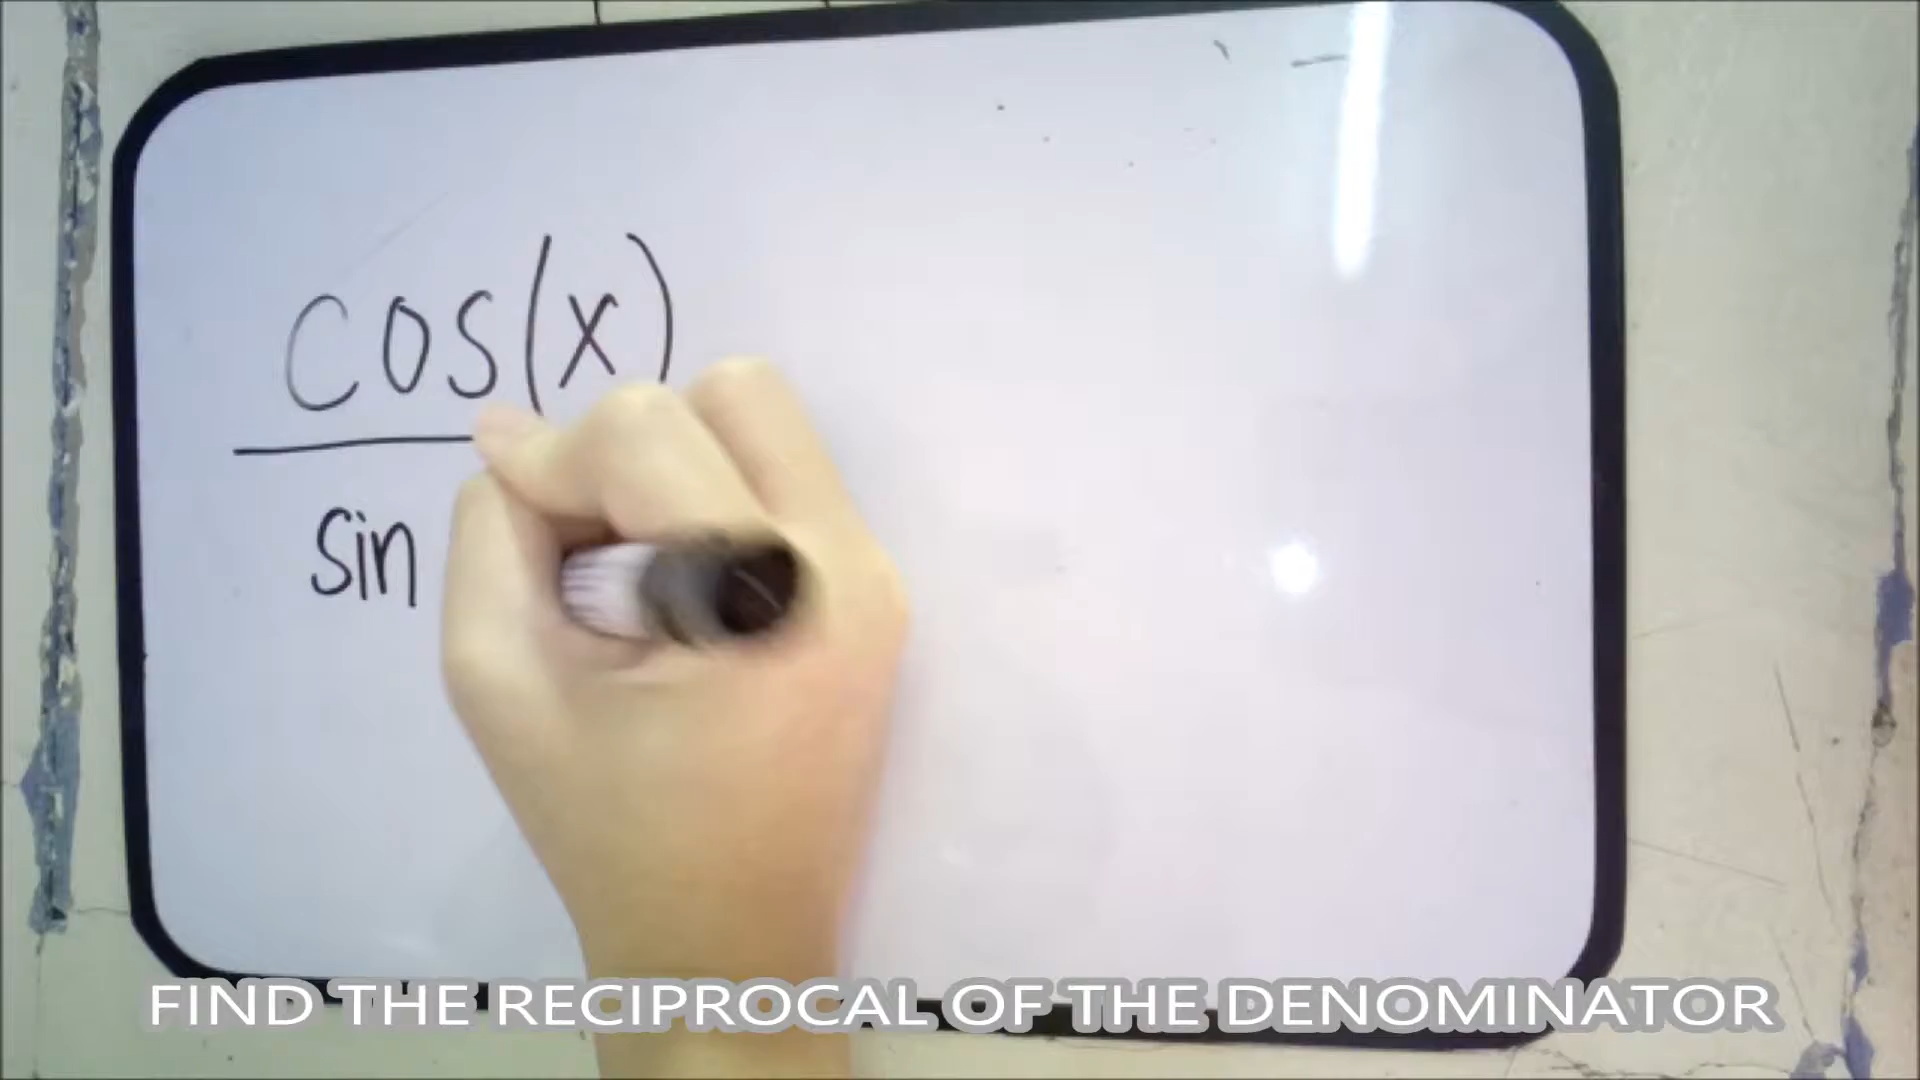 cos(x)
sin
FIND THE RECIPROCAL OF THE DENOMINATOR